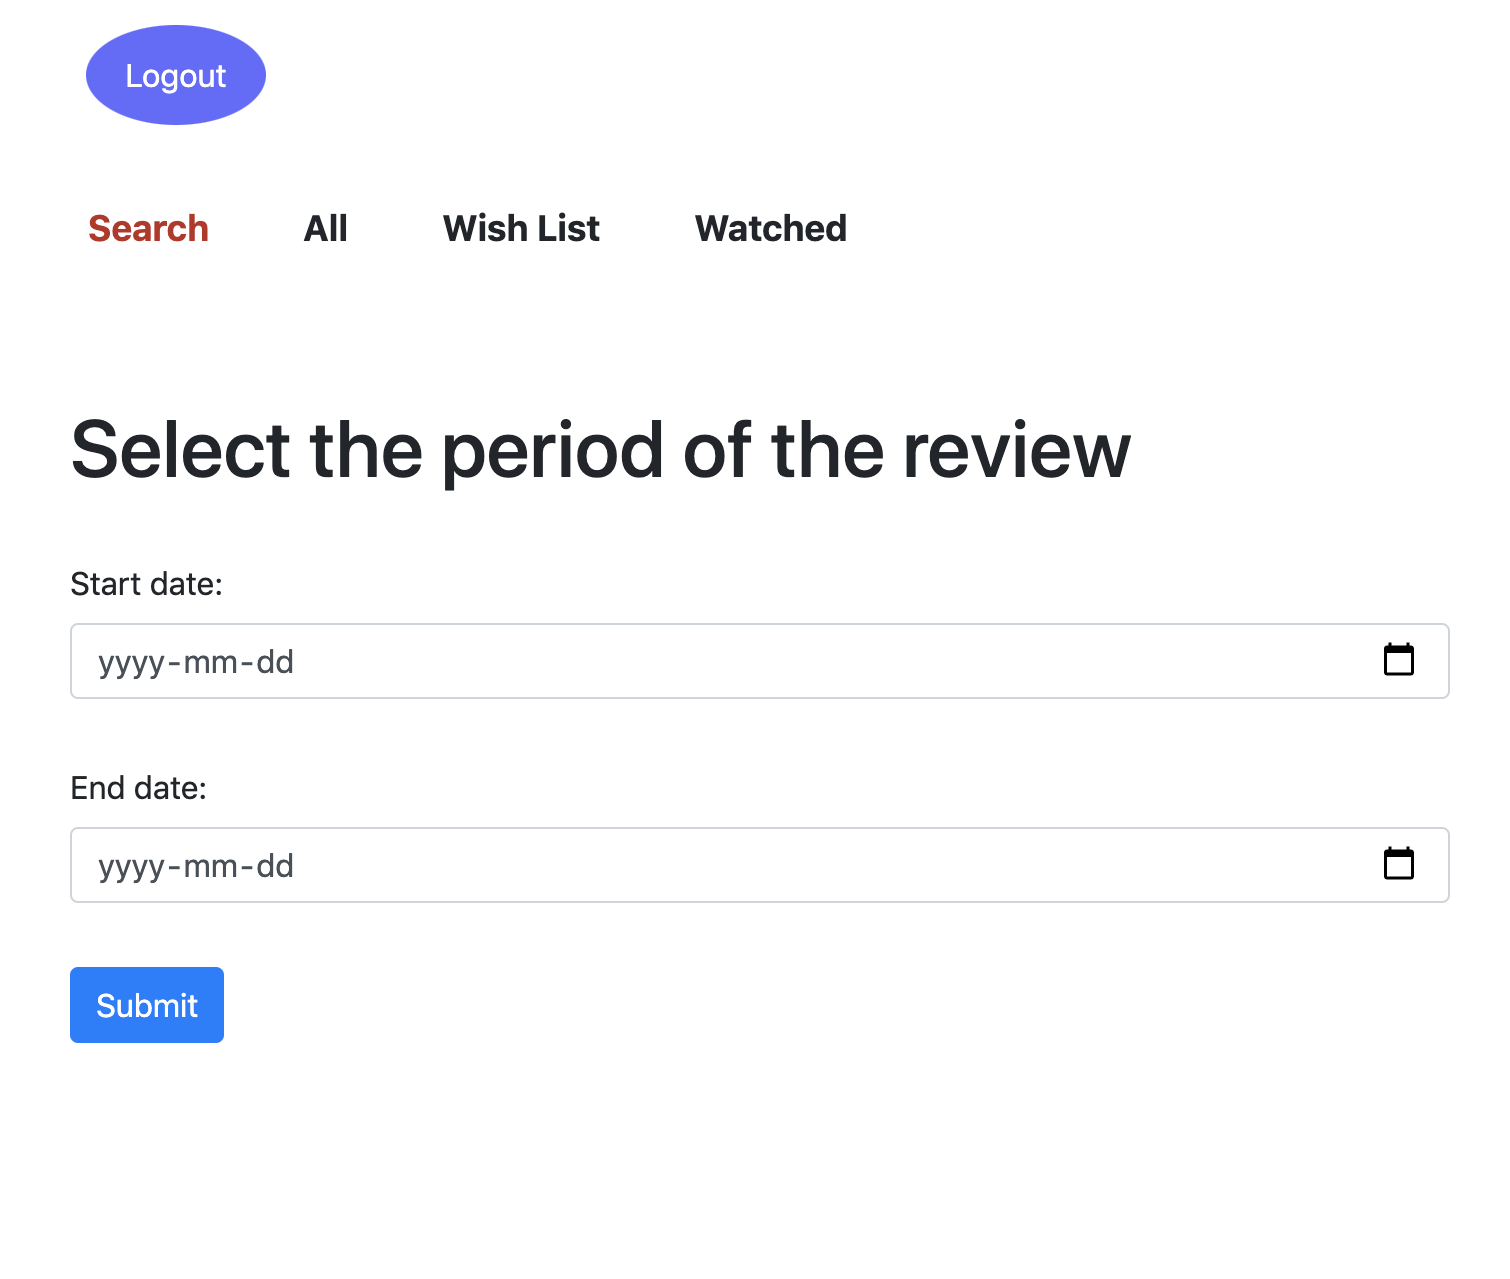 Logout
Search All Wish List Watched
Select the period of the review
Start date:
yyyy-mm-dd
End date:
yyyy-mm-dd
Submit